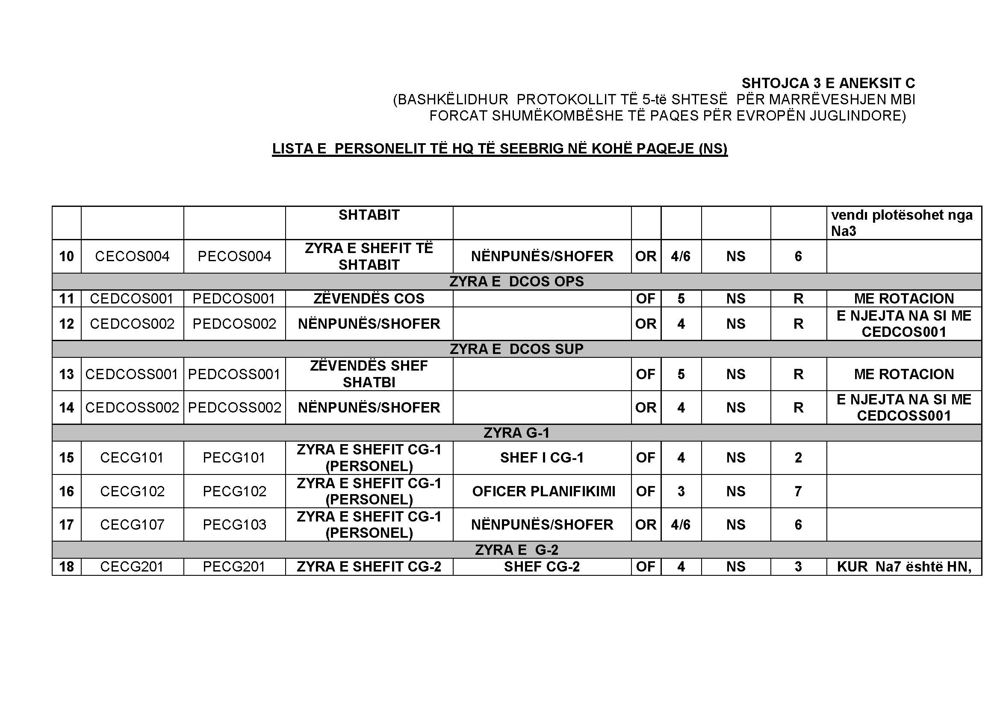 SHTOJCA 3 E ANEKSIT C
(BASHKËLIDHUR PROTOKOLLIT TË 5-të SHTESË PËR MARRËVESHJEN MBI
FORCAT SHUMËKOMBËSHE TË PAQES PËR EVROPËN JUGLINDORE)
LISTA E PERSONELIT TË HQ TË SEEBRIG NË KOHË PAQEJE (NS)
SHTABIT vendı plotësohet nga
Na3
10 CECOS004 PECOS004 ZYRA E SHEFIT TË
SHTABIT NËNPUNËS/SHOFER OR 4/6 NS 6
ZYRA E DCOS OPS
11 CEDCOS001 PEDCOS001 ZËVENDËS COS OF 5 NS R ME ROTACION
12 CEDCOS002 PEDCOS002 NËNPUNËS/SHOFER OR 4 NS R E NJEJTA NA SI ME
CEDCOS001
ZYRA E DCOS SUP
13 CEDCOSS001 PEDCOSS001 ZËVENDËS SHEF
SHATBI OF 5 NS R ME ROTACION
14 CEDCOSS002 PEDCOSS002 NËNPUNËS/SHOFER OR 4 NS R E NJEJTA NA SI ME
CEDCOSS001
ZYRA G-1
15 CECG101 PECG101 ZYRA E SHEFIT CG-1
(PERSONEL) SHEF I CG-1 OF 4 NS 2
16 CECG102 PECG102 ZYRA E SHEFIT CG-1
(PERSONEL) OFICER PLANIFIKIMI OF 3 NS 7
17 CECG107 PECG103 ZYRA E SHEFIT CG-1
(PERSONEL) NËNPUNËS/SHOFER OR 4/6 NS 6
ZYRA E G-2
18 CECG201 PECG201 ZYRA E SHEFIT CG-2 SHEF CG-2 OF 4 NS 3 KUR Na7 është HN,